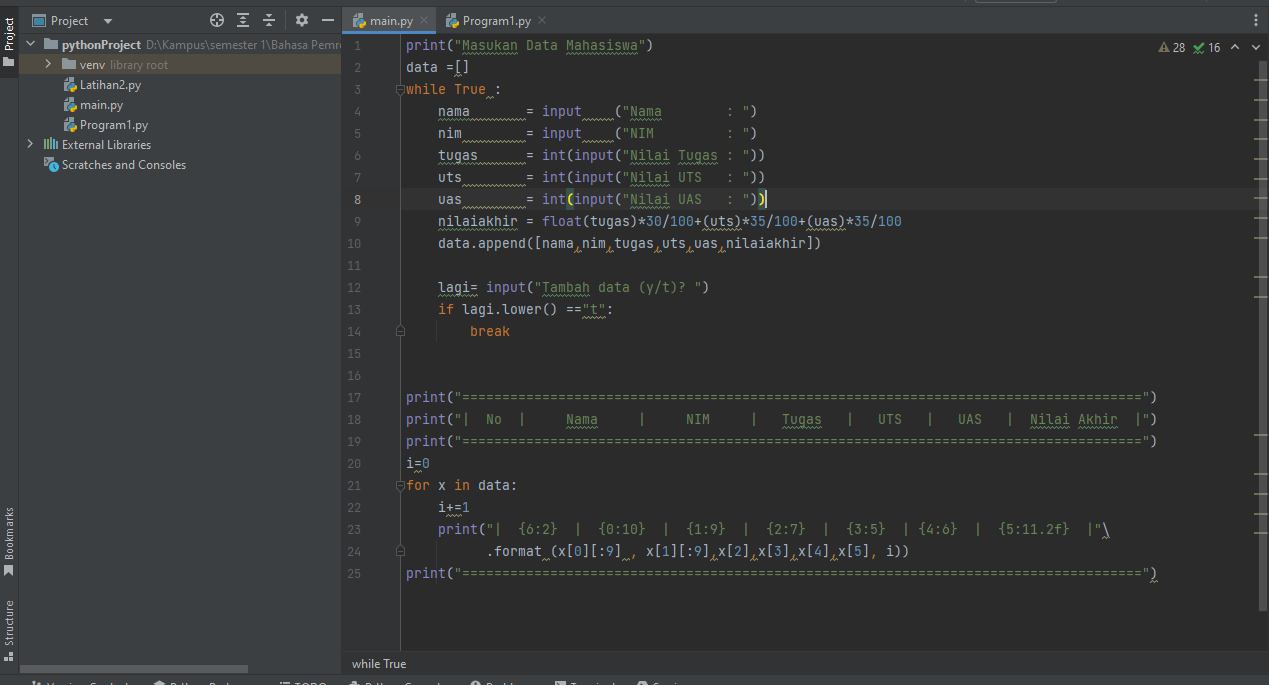 Project
main.py
Program1.py
Project
pythonProject D:\Kampus\semester 1\Bahasa Pemr
venv library root
Latihan2.py
main.py
Program1.py
External Libraries
Scratches and Consoles
28 16
1 print("Masukan Data Mahasiswa")
2 data =[]
3 while True :
4     nama       = input    ("Nama        : ")
5     nim        = input    ("NIM         : ")
6     tugas      = int(input("Nilai Tugas : "))
7     uts        = int(input("Nilai UTS   : "))
8     uas        = int(input("Nilai UAS   : "))
9     nilaiakhir = float(tugas)*30/100+(uts)*35/100+(uas)*35/100
10     data.append([nama,nim,tugas,uts,uas,nilaiakhir])
11
12     lagi= input("Tambah data (y/t)? ")
13     if lagi.lower() =="t":
14         break
15
16
17 print("=====================================================================================")
18 print("|  No  |     Nama     |     NIM     |   Tugas   |   UTS   |   UAS   |  Nilai Akhir  |")
19 print("=====================================================================================")
20 i=0
21 for x in data:
22     i+=1
23     print("|  {6:2}  |  {0:10}  |  {1:9}  |  {2:7}  |  {3:5}  | {4:6}  |  {5:11.2f}  |"\
24           .format (x[0][:9] , x[1][:9],x[2],x[3],x[4],x[5], i))
25 print("=====================================================================================")
Bookmarks
Structure
while True